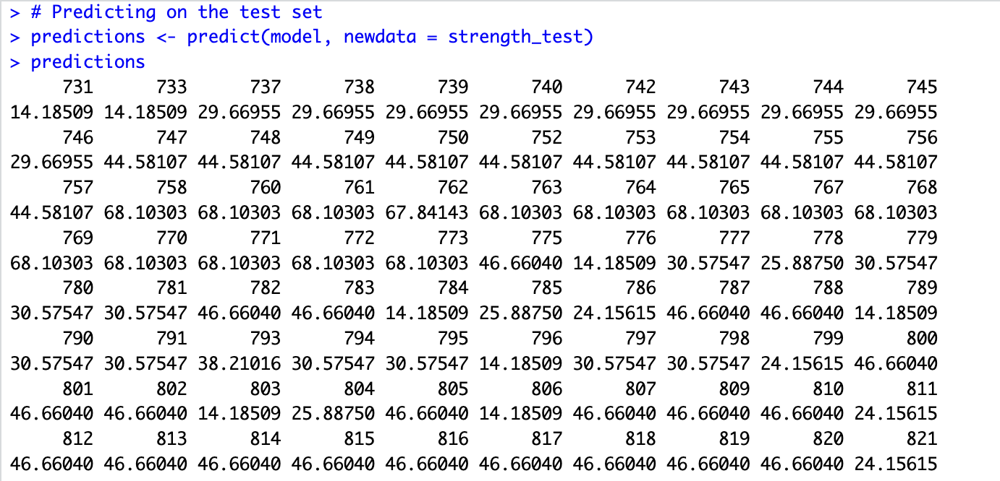 > # Predicting on the test set
> predictions <- predict(model, newdata = strength_test)
> predictions
731 733 737 738 739 740 742 743 744 745
14.18509 14.18509 29.66955 29.66955 29.66955 29.66955 29.66955 29.66955 29.66955 29.66955
746 747 748 749 750 752 753 754 755 756
29.66955 44.58107 44.58107 44.58107 44.58107 44.58107 44.58107 44.58107 44.58107 44.58107
757 758 760 761 762 763 764 765 767 768
44.58107 68.10303 68.10303 68.10303 67.84143 68.10303 68.10303 68.10303 68.10303 68.10303
769 770 771 772 773 775 776 777 778 779
68.10303 68.10303 68.10303 68.10303 68.10303 46.66040 14.18509 30.57547 25.88750 30.57547
780 781 782 783 784 785 786 787 788 789
30.57547 30.57547 46.66040 46.66040 14.18509 25.88750 24.15615 46.66040 46.66040 14.18509
790 791 793 794 795 796 797 798 799 800
30.57547 30.57547 38.21016 30.57547 30.57547 14.18509 30.57547 30.57547 24.15615 46.66040
801 802 803 804 805 806 807 809 810 811
46.66040 46.66040 14.18509 25.88750 46.66040 14.18509 46.66040 46.66040 46.66040 24.15615
812 813 814 815 816 817 818 819 820 821
46.66040 46.66040 46.66040 46.66040 46.66040 46.66040 46.66040 46.66040 46.66040 24.15615